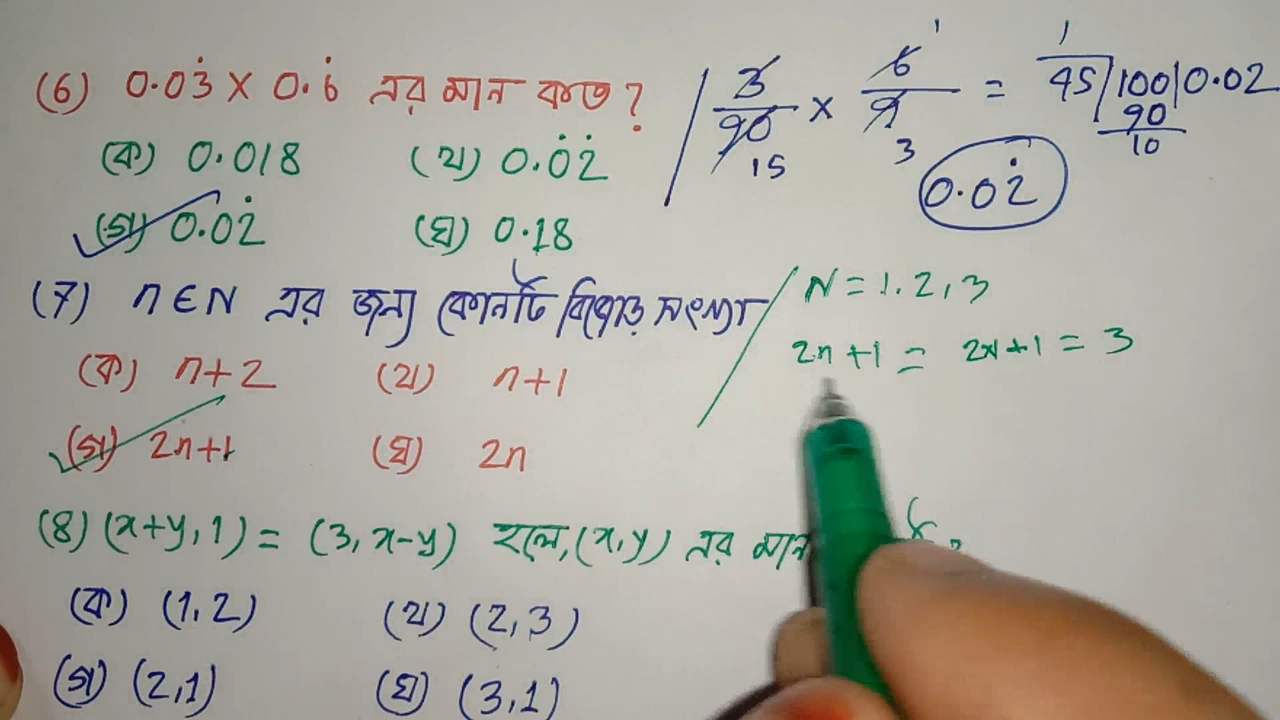 (6) 0.03̇ X 0.6̇ এর মান কত ?
(ক) 0.018 (খ) 0.0̇2̇
(গ) 0.02̇ (ঘ) 0.18
3/90 × 6/9 = 1/45 100 0.02
15 3 1 90
10
0.02̇
(7) n ∈ N এর জন্য কোনটি বিজোড় সংখ্যা
(ক) n+2 (খ) n+1
(গ) 2n+1 (ঘ) 2n
N = 1, 2, 3
2n+1 = 2×1+1 = 3
(8) (x+y, 1) = (3, x-y) হলে, (x, y) এর মান
(ক) (1, 2) (খ) (2, 3)
(গ) (2, 1) (ঘ) (3, 1)